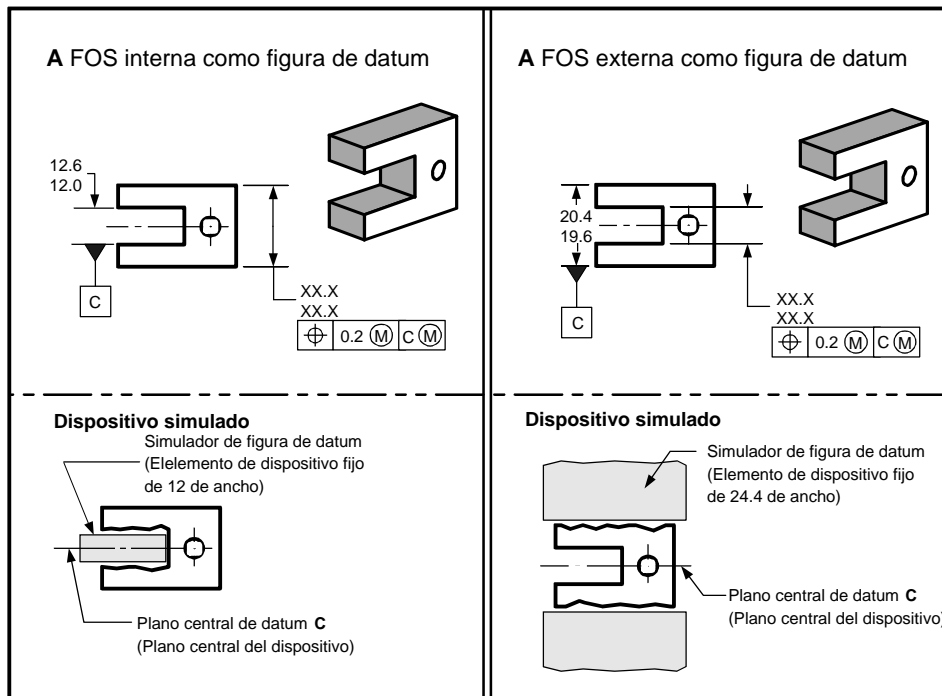 A FOS interna como figura de datum
12.6
12.0
C
XX.X
XX.X
0.2 M C M
Dispositivo simulado
Simulador de figura de datum
(Elelemento de dispositivo fijo
de 12 de ancho)
Plano central de datum C
(Plano central del dispositivo)
A FOS externa como figura de datum
20.4
19.6
C
XX.X
XX.X
0.2 M C M
Dispositivo simulado
Simulador de figura de datum
(Elemento de dispositivo fijo
de 24.4 de ancho)
Plano central de datum C
(Plano central del dispositivo)